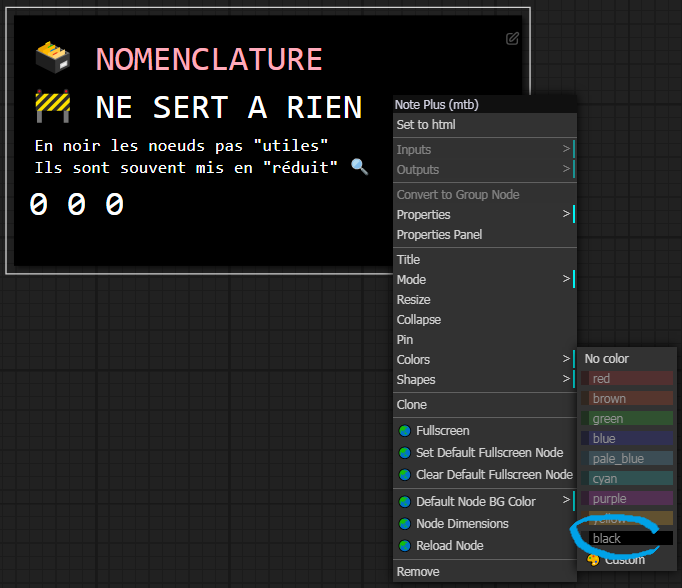 NOMENCLATURE
NE SERT A RIEN
En noir les noeuds pas "utiles"
Ils sont souvent mis en "réduit"
0 0 0
Note Plus (mtb)
Set to html
Inputs >
Outputs >
Convert to Group Node
Properties >
Properties Panel
Title
Mode >
Resize
Collapse
Pin
Colors >
Shapes >
Clone
Fullscreen
Set Default Fullscreen Node
Clear Default Fullscreen Node
Default Node BG Color >
Node Dimensions
Reload Node
Remove
No color
red
brown
green
blue
pale_blue
cyan
purple
yellow
black
Custom